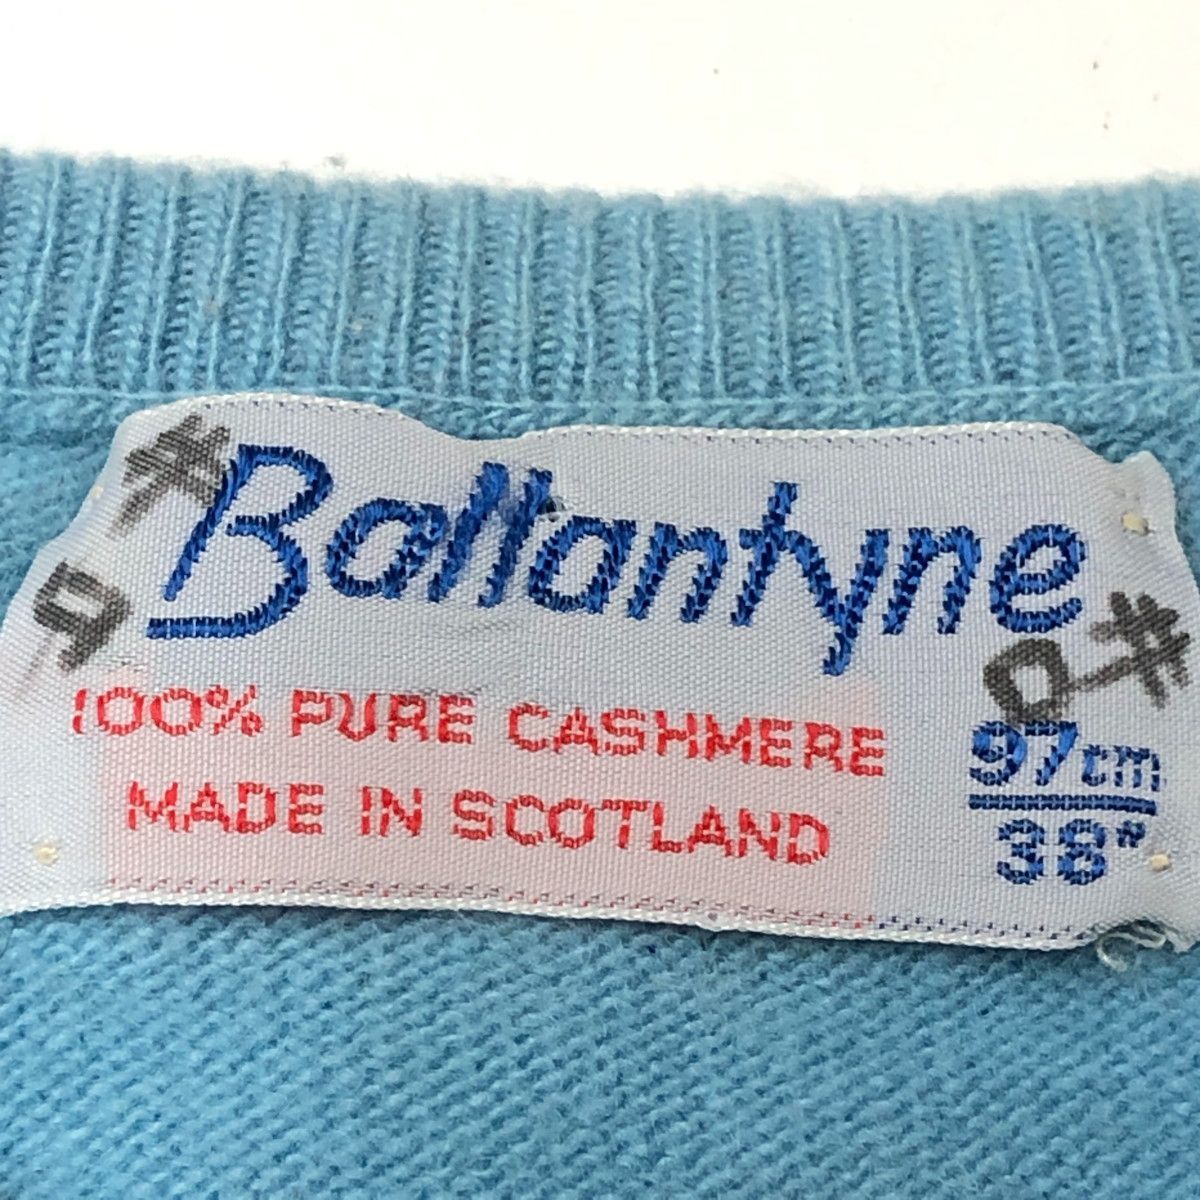 Ballantyne
100% PURE CASHMERE
MADE IN SCOTLAND
97cm
38"